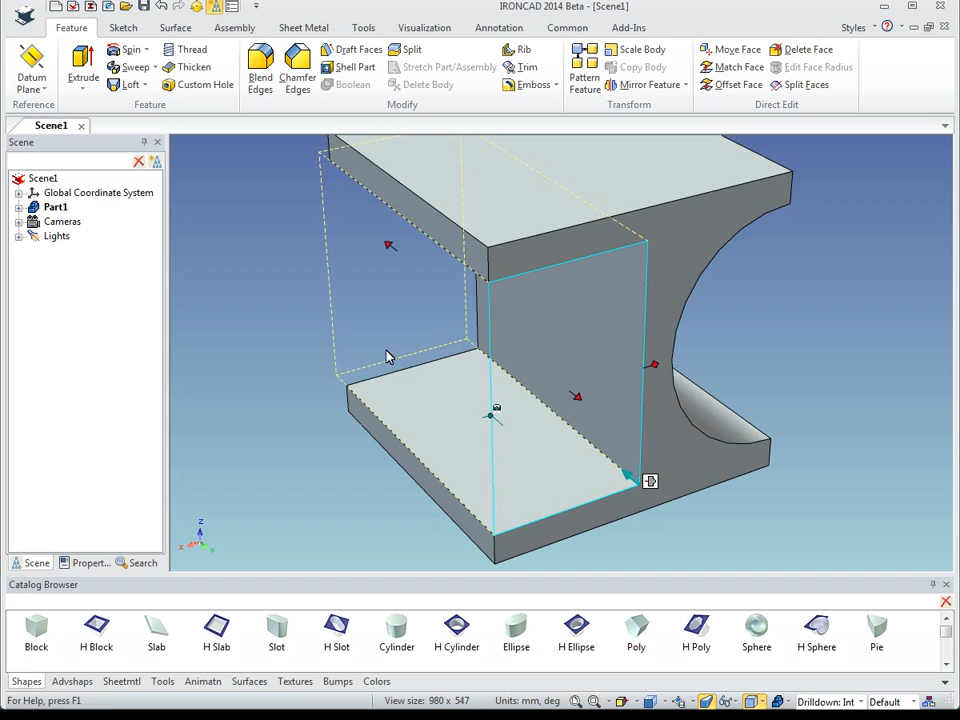 IRONCAD 2014 Beta - [Scene1]
Feature Sketch Surface Assembly Sheet Metal Tools Visualization Annotation Common Add-Ins Styles
Datum Plane
Reference
Extrude Spin Sweep Loft Thread Thicken Custom Hole
Feature
Blend Edges Chamfer Edges Draft Faces Shell Part Boolean Split Stretch Part/Assembly Delete Body Rib Trim Emboss
Modify
Pattern Feature Scale Body Copy Body Mirror Feature
Transform
Move Face Match Face Offset Face Delete Face Edit Face Radius Split Faces
Direct Edit
Scene1
Scene
Scene1
Global Coordinate System
Part1
Cameras
Lights
z
x y
Scene Propert... Search
Catalog Browser
Block H Block Slab H Slab Slot H Slot Cylinder H Cylinder Ellipse H Ellipse Poly H Poly Sphere H Sphere Pie
Shapes Advshaps Sheetmtl Tools Animatn Surfaces Textures Bumps Colors
For Help, press F1 View size: 980 x 547 Units: mm, deg Drilldown: Int Default